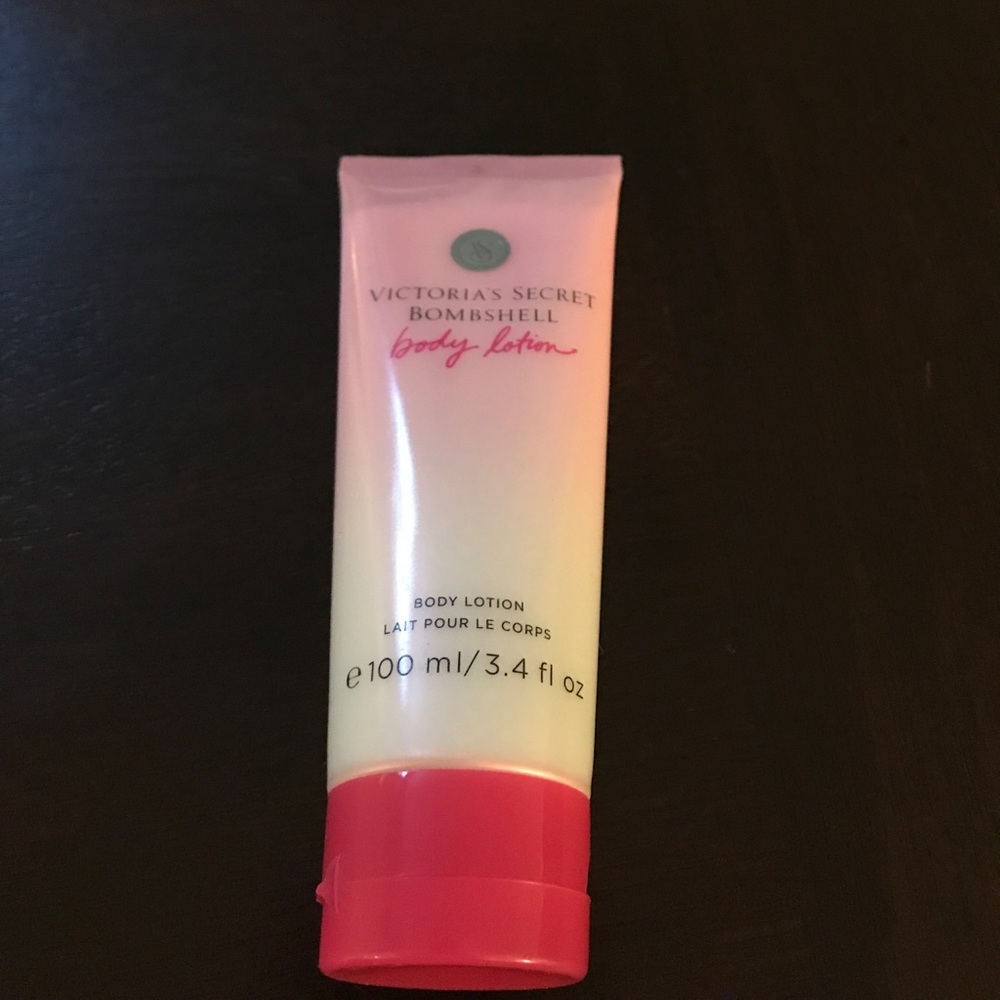 VICTORIA'S SECRET
BOMBSHELL
body lotion
BODY LOTION
LAIT POUR LE CORPS
℮100 ml/3.4 fl oz